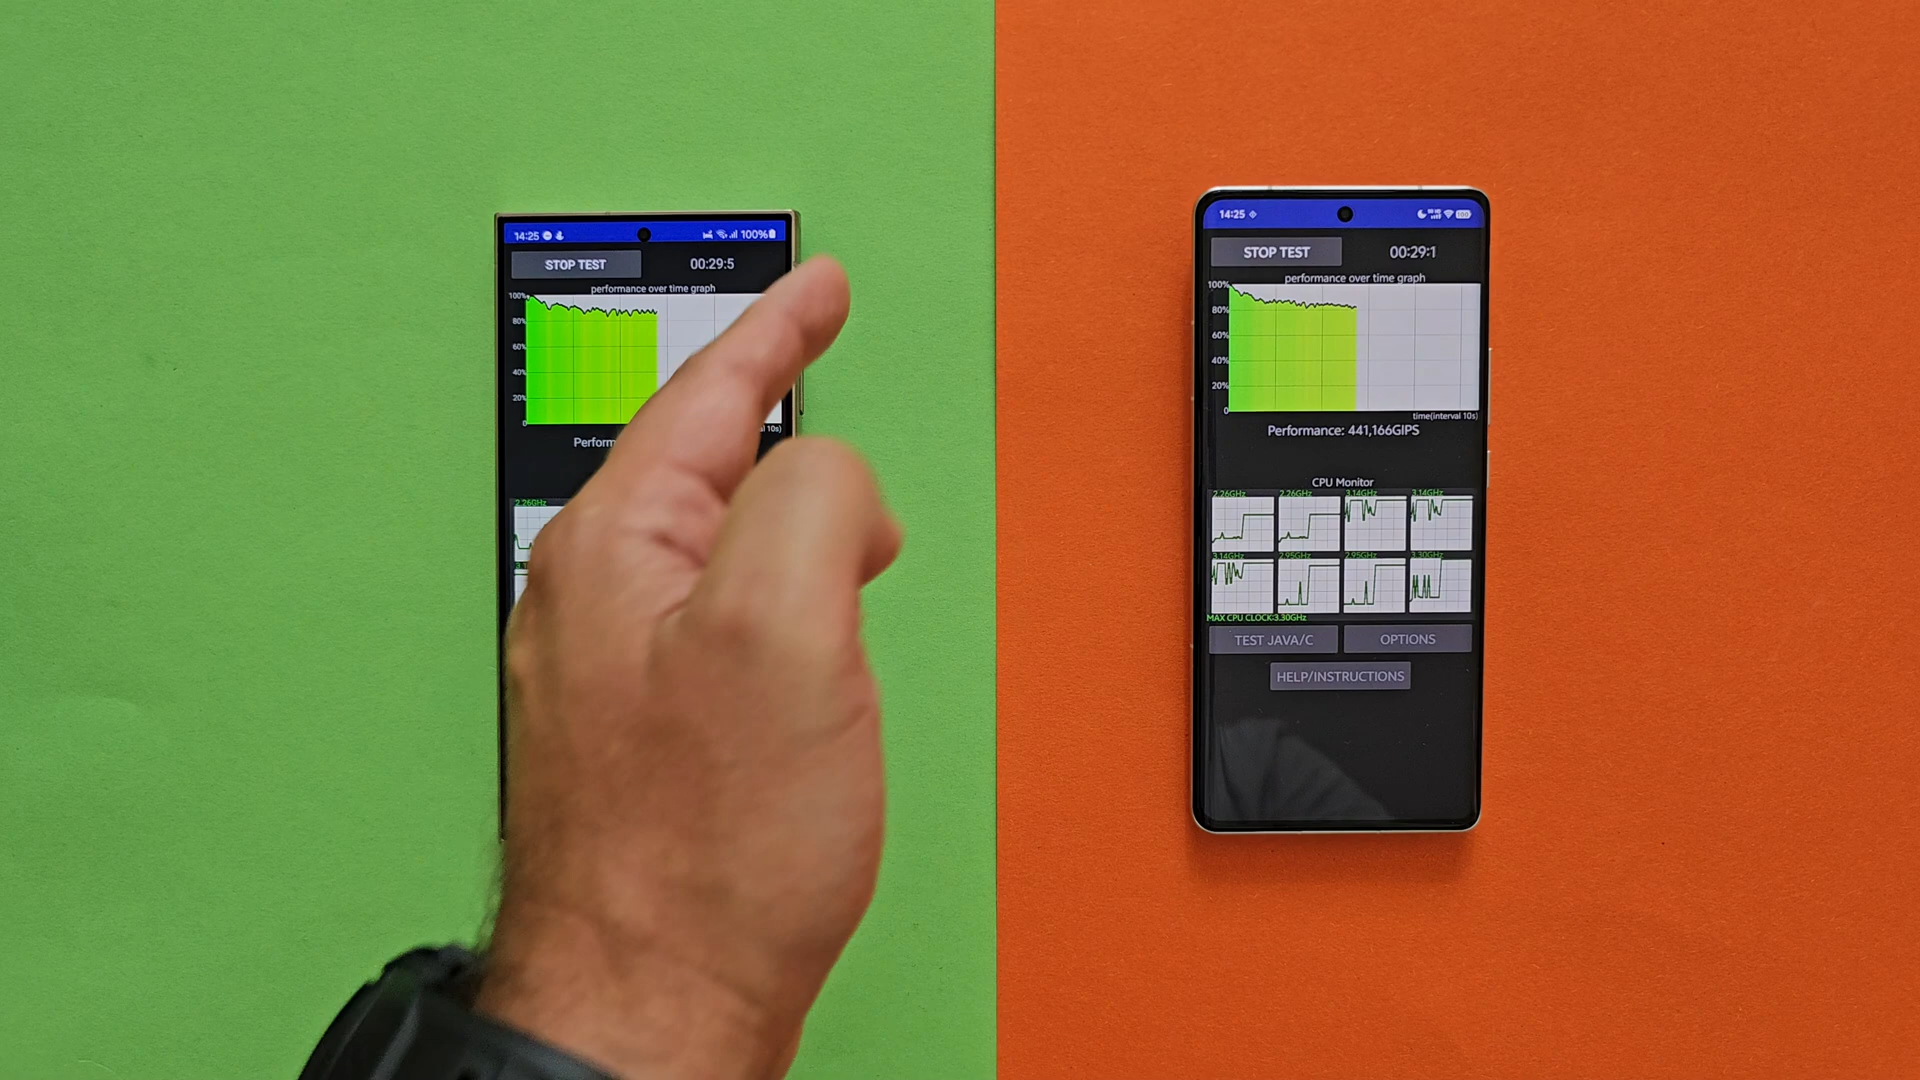 14:25 100%
STOP TEST 00:29:5
performance over time graph
100%
80%
60%
40%
20%
0
10s)
Perform
2.26GHz
14:25 100
STOP TEST 00:29:1
performance over time graph
100%
80%
60%
40%
20%
0
time(interval 10s)
Performance: 441,166GIPS
CPU Monitor
2.26GHz 2.26GHz 3.14GHz 3.14GHz
3.14GHz 2.95GHz 2.95GHz 3.30GHz
MAX CPU CLOCK:3.30GHz
TEST JAVA/C OPTIONS
HELP/INSTRUCTIONS